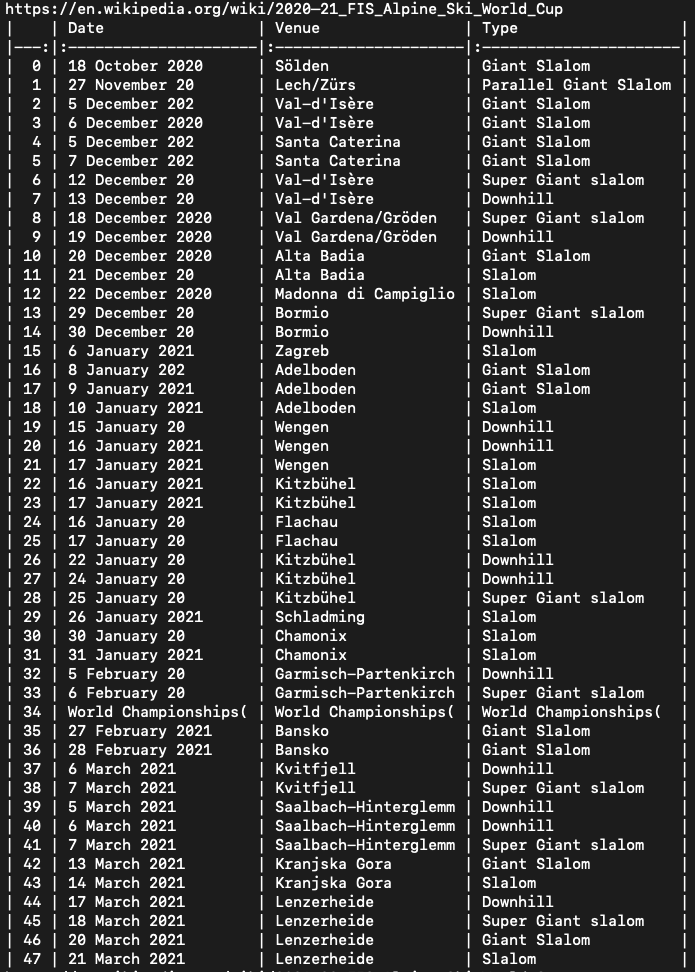 https://en.wikipedia.org/wiki/2020–21_FIS_Alpine_Ski_World_Cup
|    | Date                 | Venue                | Type                 |
|---:|:---------------------|:---------------------|:---------------------|
|  0 | 18 October 2020      | Sölden               | Giant Slalom         |
|  1 | 27 November 20       | Lech/Zürs            | Parallel Giant Slalom |
|  2 | 5 December 202       | Val-d'Isère          | Giant Slalom         |
|  3 | 6 December 2020      | Val-d'Isère          | Giant Slalom         |
|  4 | 5 December 202       | Santa Caterina       | Giant Slalom         |
|  5 | 7 December 202       | Santa Caterina       | Giant Slalom         |
|  6 | 12 December 20       | Val-d'Isère          | Super Giant slalom   |
|  7 | 13 December 20       | Val-d'Isère          | Downhill             |
|  8 | 18 December 2020     | Val Gardena/Gröden   | Super Giant slalom   |
|  9 | 19 December 2020     | Val Gardena/Gröden   | Downhill             |
| 10 | 20 December 2020     | Alta Badia           | Giant Slalom         |
| 11 | 21 December 20       | Alta Badia           | Slalom               |
| 12 | 22 December 2020     | Madonna di Campiglio | Slalom               |
| 13 | 29 December 20       | Bormio               | Super Giant slalom   |
| 14 | 30 December 20       | Bormio               | Downhill             |
| 15 | 6 January 2021       | Zagreb               | Slalom               |
| 16 | 8 January 202        | Adelboden            | Giant Slalom         |
| 17 | 9 January 2021       | Adelboden            | Giant Slalom         |
| 18 | 10 January 2021      | Adelboden            | Slalom               |
| 19 | 15 January 20        | Wengen               | Downhill             |
| 20 | 16 January 2021      | Wengen               | Downhill             |
| 21 | 17 January 2021      | Wengen               | Slalom               |
| 22 | 16 January 2021      | Kitzbühel            | Slalom               |
| 23 | 17 January 2021      | Kitzbühel            | Slalom               |
| 24 | 16 January 20        | Flachau              | Slalom               |
| 25 | 17 January 20        | Flachau              | Slalom               |
| 26 | 22 January 20        | Kitzbühel            | Downhill             |
| 27 | 24 January 20        | Kitzbühel            | Downhill             |
| 28 | 25 January 20        | Kitzbühel            | Super Giant slalom   |
| 29 | 26 January 2021      | Schladming           | Slalom               |
| 30 | 30 January 20        | Chamonix             | Slalom               |
| 31 | 31 January 2021      | Chamonix             | Slalom               |
| 32 | 5 February 20        | Garmisch-Partenkirch | Downhill             |
| 33 | 6 February 20        | Garmisch-Partenkirch | Super Giant slalom   |
| 34 | World Championships( | World Championships( | World Championships( |
| 35 | 27 February 2021     | Bansko               | Giant Slalom         |
| 36 | 28 February 2021     | Bansko               | Giant Slalom         |
| 37 | 6 March 2021         | Kvitfjell            | Downhill             |
| 38 | 7 March 2021         | Kvitfjell            | Super Giant slalom   |
| 39 | 5 March 2021         | Saalbach-Hinterglemm | Downhill             |
| 40 | 6 March 2021         | Saalbach-Hinterglemm | Downhill             |
| 41 | 7 March 2021         | Saalbach-Hinterglemm | Super Giant slalom   |
| 42 | 13 March 2021        | Kranjska Gora        | Giant Slalom         |
| 43 | 14 March 2021        | Kranjska Gora        | Slalom               |
| 44 | 17 March 2021        | Lenzerheide          | Downhill             |
| 45 | 18 March 2021        | Lenzerheide          | Super Giant slalom   |
| 46 | 20 March 2021        | Lenzerheide          | Giant Slalom         |
| 47 | 21 March 2021        | Lenzerheide          | Slalom               |